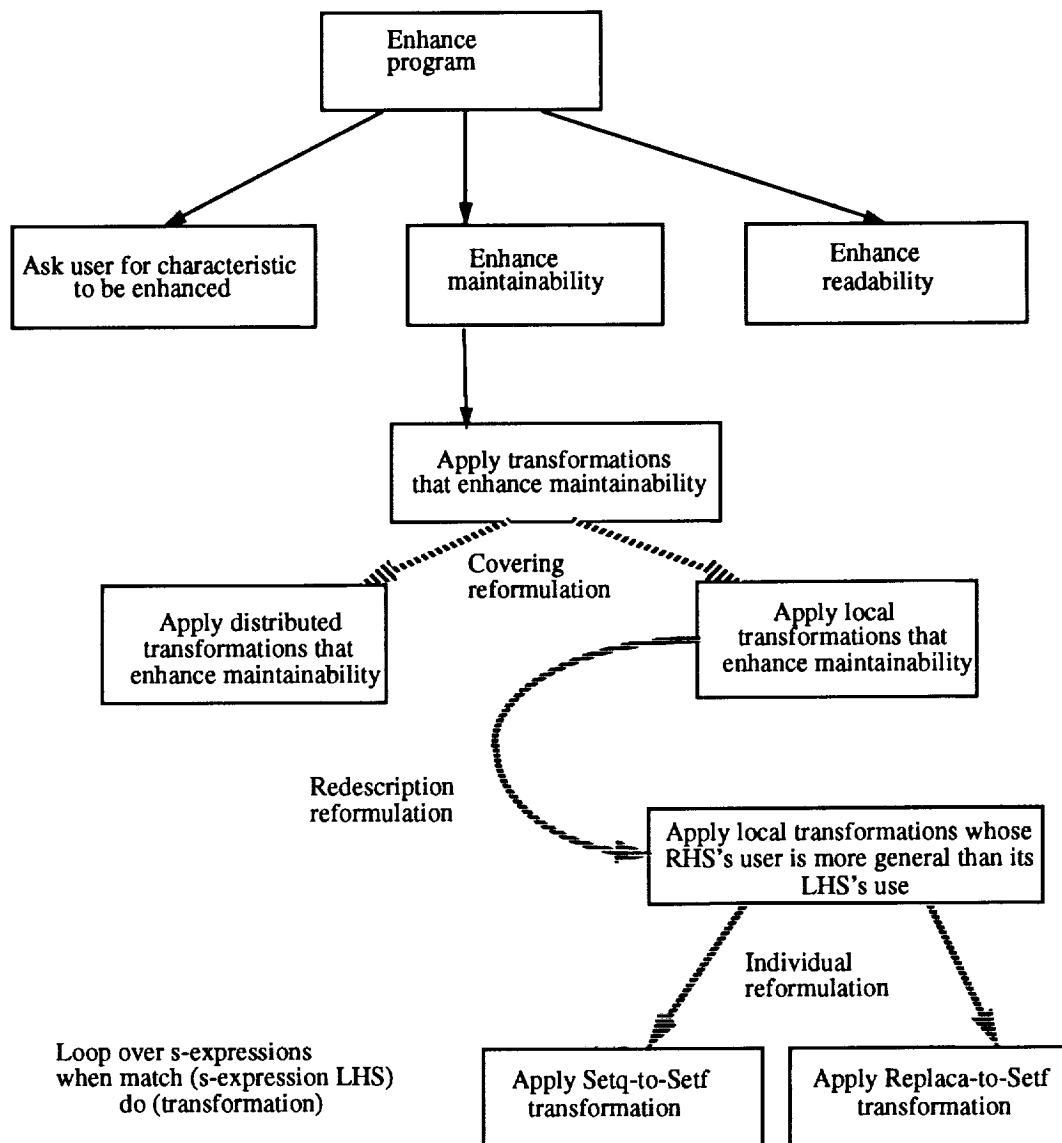 Enhance
program
Ask user for characteristic
to be enhanced
Enhance
maintainability
Enhance
readability
Apply transformations
that enhance maintainability
Covering
reformulation
Apply distributed
transformations that
enhance maintainability
Apply local
transformations that
enhance maintainability
Redescription
reformulation
Apply local transformations whose
RHS's user is more general than its
LHS's use
Individual
reformulation
Loop over s-expressions
when match (s-expression LHS)
do (transformation)
Apply Setq-to-Setf
transformation
Apply Replaca-to-Setf
transformation